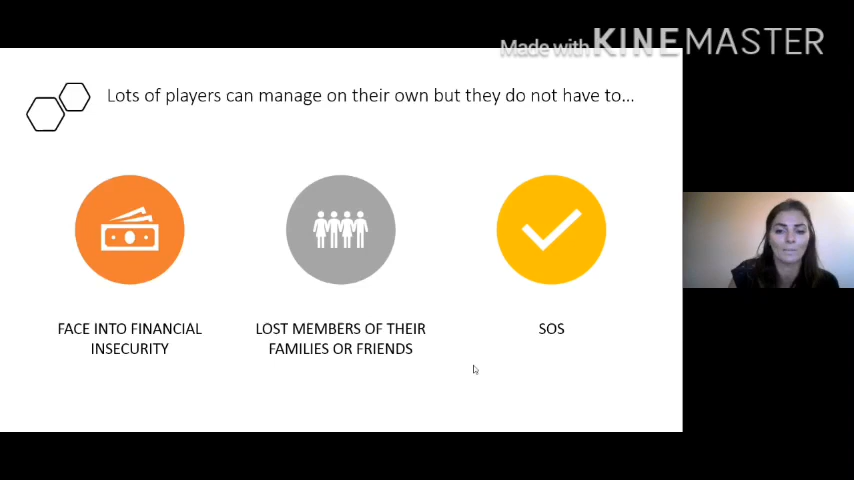 Made with KINEMASTER
Lots of players can manage on their own but they do not have to...
FACE INTO FINANCIAL
INSECURITY
LOST MEMBERS OF THEIR
FAMILIES OR FRIENDS
SOS